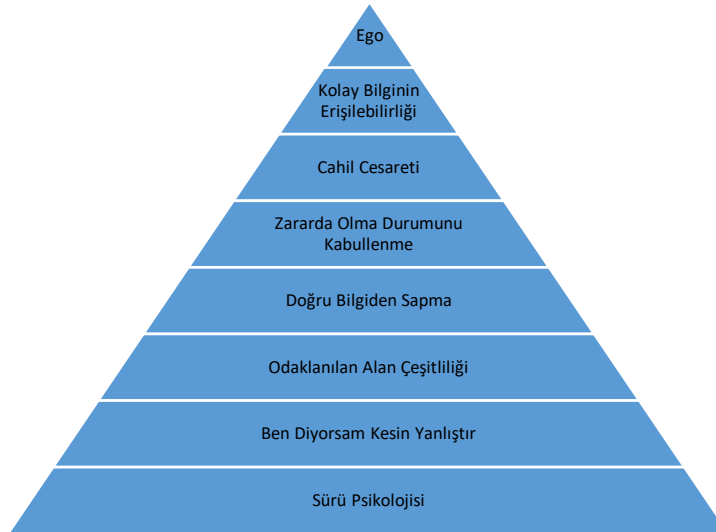 Ego
Kolay Bilginin
Erişilebilirliği
Cahil Cesareti
Zararda Olma Durumunu
Kabullenme
Doğru Bilgiden Sapma
Odaklanılan Alan Çeşitliliği
Ben Diyorsam Kesin Yanlıştır
Sürü Psikolojisi